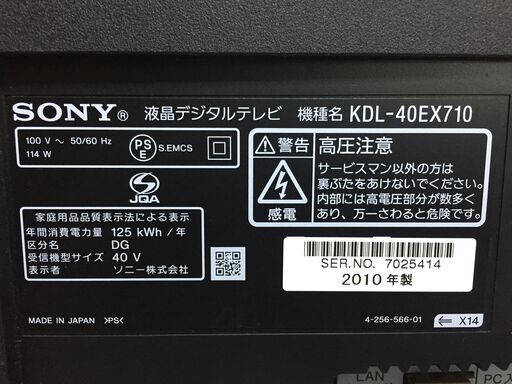 SONY® 液晶デジタルテレビ 機種名 KDL-40EX710
100 V ～ 50/60 Hz
114 W
PS
E
S.EMCS
JQA
家庭用品品質表示法による表示
年間消費電力量 125 kWh / 年
区分名 DG
受信機型サイズ 40 V
表示者 ソニー株式会社
MADE IN JAPAN >PS<
⚠警告 高圧注意
感電
サービスマン以外の方は
裏ぶたをあけないでください。
内部には高電圧部分が数多く
あり、万一さわると危険です。
SER.NO. 7025414
2010 年製
4-256-566-01
⇐ X14
LAN
PC 入